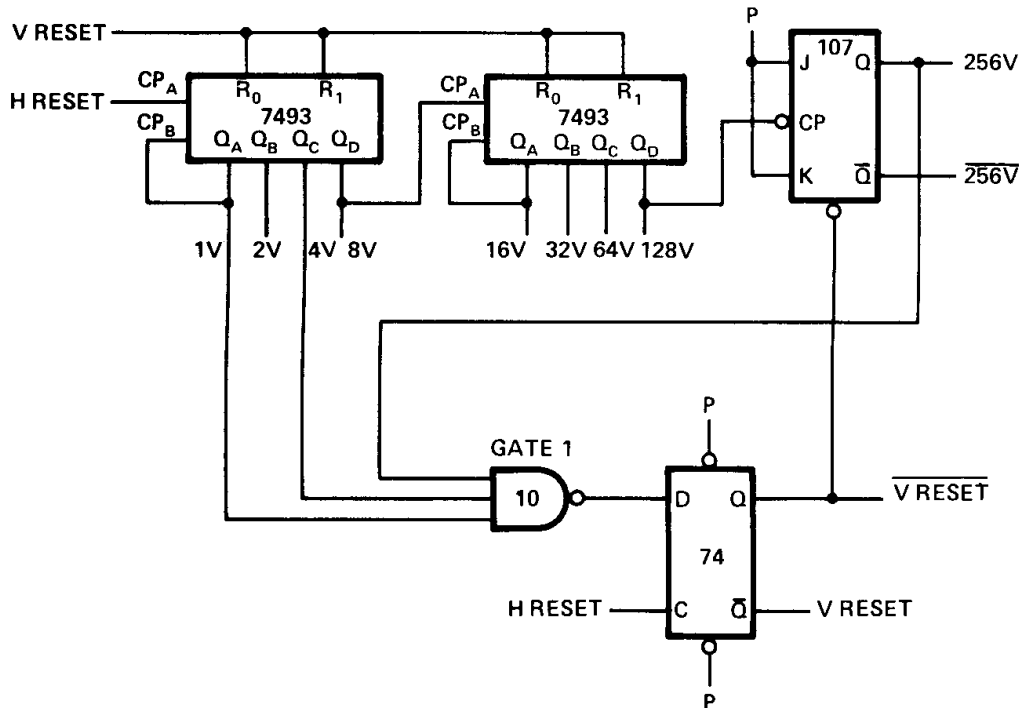 V RESET
H RESET
CP_A
CP_B
R_0
R_1
7493
Q_A Q_B Q_C Q_D
1V
2V
4V
8V
CP_A
CP_B
R_0
R_1
7493
Q_A Q_B Q_C Q_D
16V
32V
64V
128V
P
107
J
Q
CP
K
Q̅
256V
2̅5̅6̅V̅
GATE 1
10
P
D
Q
74
C
Q̅
P
H RESET
V̅ ̅R̅E̅S̅E̅T̅
V RESET